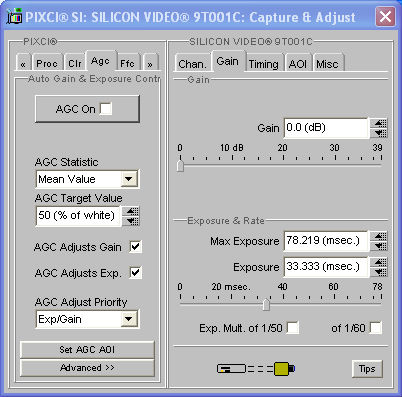 PIXCI® SI: SILICON VIDEO® 9T001C: Capture & Adjust
PIXCI®
« Proc Clr Agc Ffc »
Auto Gain & Exposure Contr
AGC On
AGC Statistic
Mean Value
AGC Target Value
50 (% of white)
AGC Adjusts Gain
AGC Adjusts Exp.
AGC Adjust Priority
Exp/Gain
Set AGC AOI
Advanced >>
SILICON VIDEO® 9T001C
Chan. Gain Timing AOI Misc
Gain
Gain 0.0 (dB)
0 10 dB 20 30 39
Exposure & Rate
Max Exposure 78.219 (msec.)
Exposure 33.333 (msec.)
0 20 msec. 40 60 78
Exp. Mult. of 1/50 of 1/60
Tips